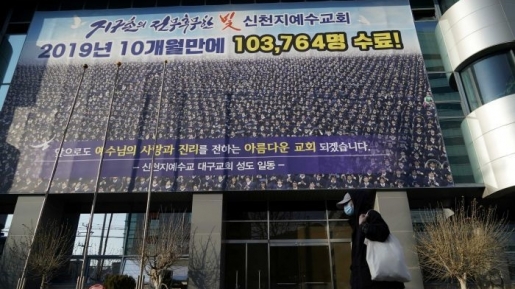 지구촌의 전무후무한 빛 신천지예수교회
2019년 10개월만에 103,764명 수료!
앞으로도 예수님의 사랑과 진리를 전하는 아름다운 교회 되겠습니다.
– 신천지예수교 대구교회 성도 일동 –